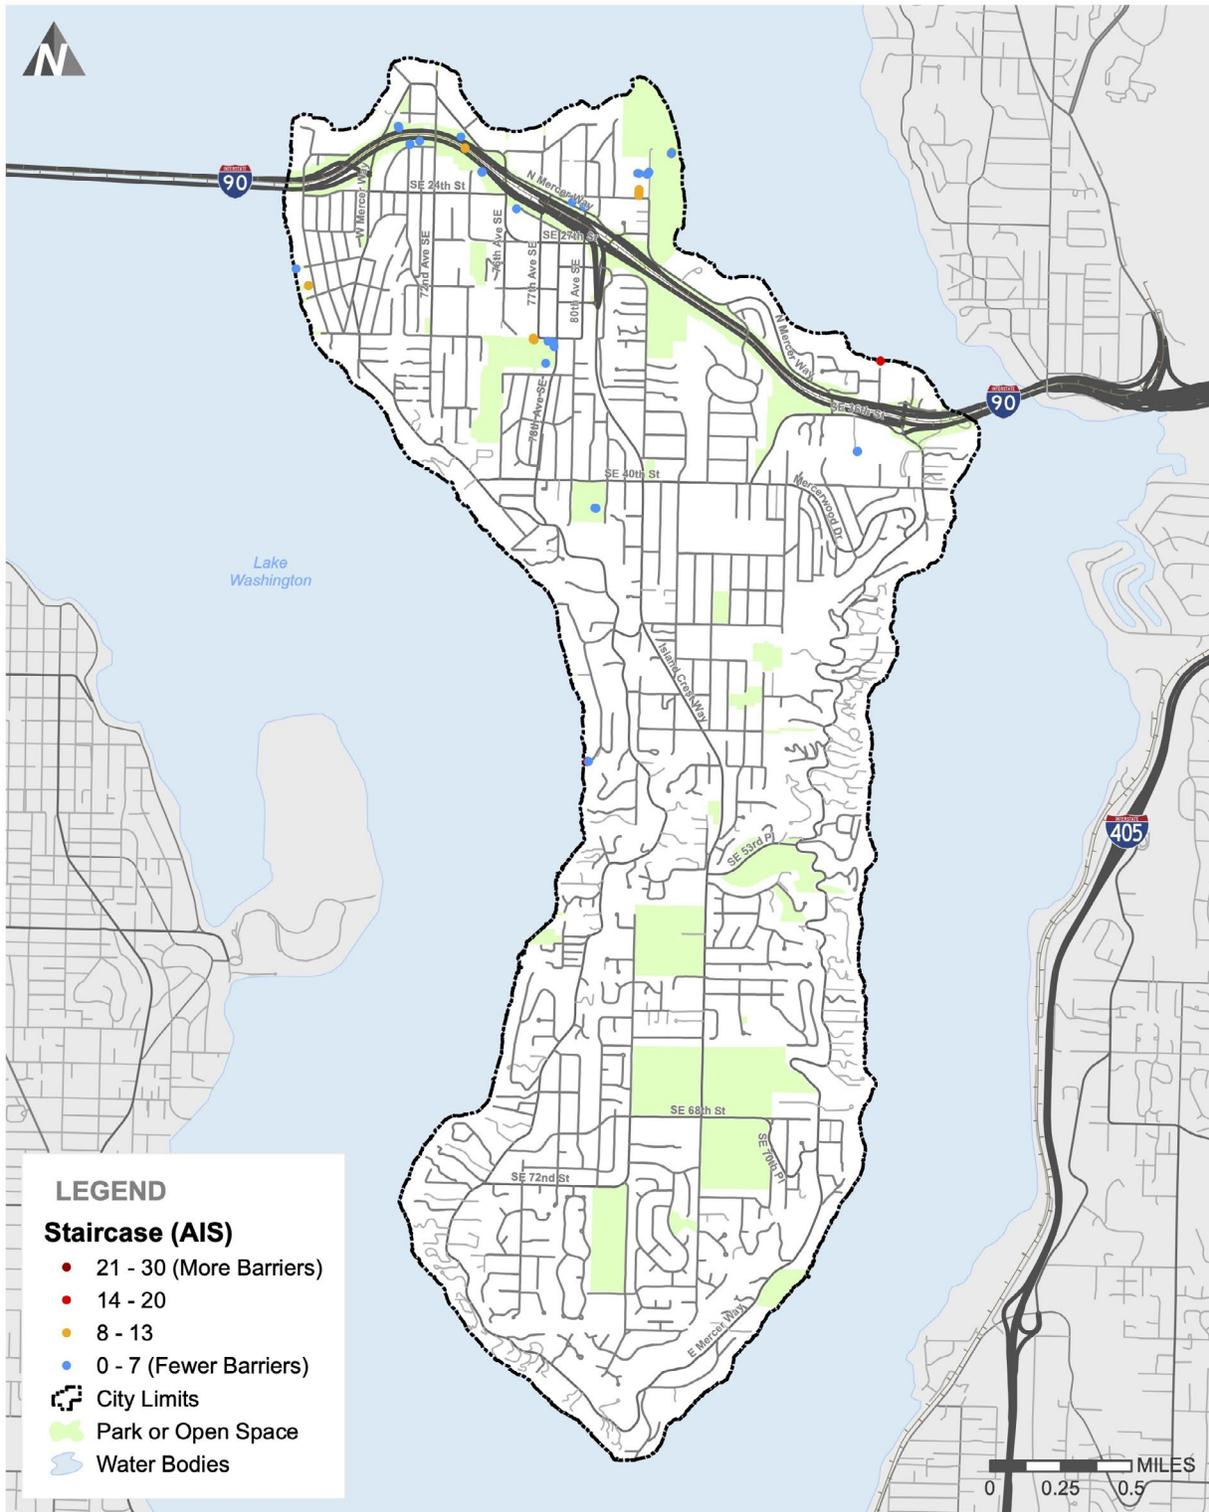 N
INTERSTATE
90
W Mercer Way
SE 24th St
N Mercer Way
72nd Ave SE
76th Ave SE
77th Ave SE
SE 27th St
80th Ave SE
N Mercer Way
INTERSTATE
90
SE 36th St
78th Ave SE
SE 40th St
Mercerwood Dr
Lake
Washington
Island Crest Way
INTERSTATE
405
SE 53rd Pl
SE 68th St
SE 70th Pl
SE 72nd St
E Mercer Way
LEGEND
Staircase (AIS)
21 - 30 (More Barriers)
14 - 20
8 - 13
0 - 7 (Fewer Barriers)
City Limits
Park or Open Space
Water Bodies
MILES
0 0.25 0.5